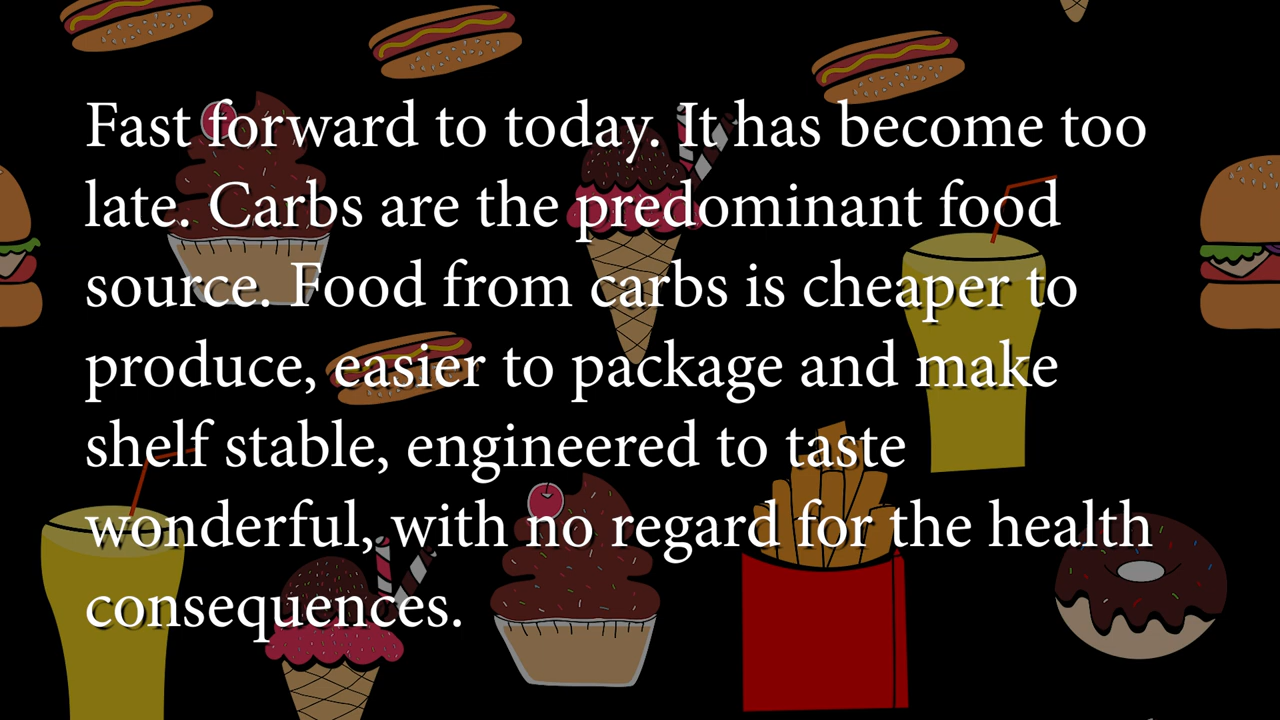 Fast forward to today. It has become too
late. Carbs are the predominant food
source. Food from carbs is cheaper to
produce, easier to package and make
shelf stable, engineered to taste
wonderful, with no regard for the health
consequences.